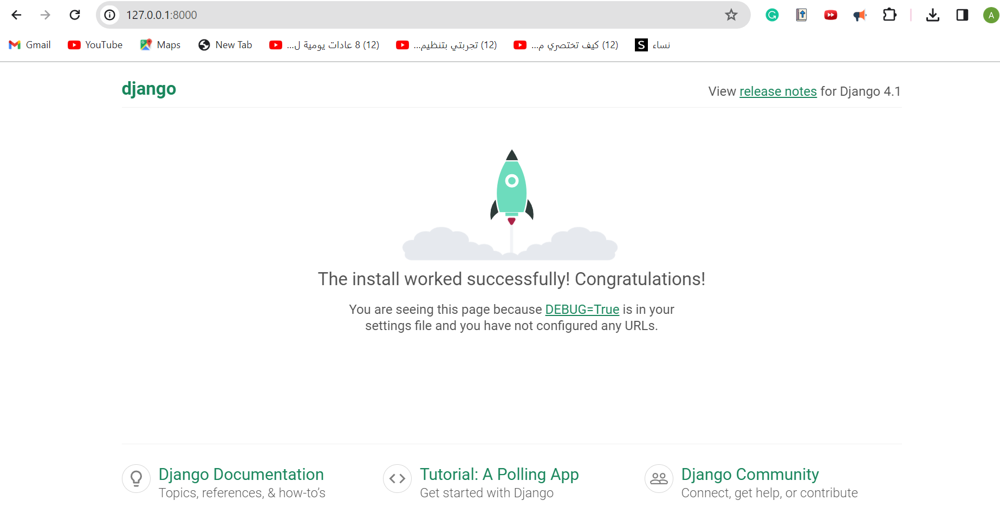 127.0.0.1:8000
A
Gmail
YouTube
Maps
New Tab
(12) 8 عادات يومية ل...
(12) تجربتي بتنظيم...
(12) كيف تختصري م...
S
نساء
django
View release notes for Django 4.1
The install worked successfully! Congratulations!
You are seeing this page because DEBUG=True is in your
settings file and you have not configured any URLs.
Django Documentation
Topics, references, & how-to’s
Tutorial: A Polling App
Get started with Django
Django Community
Connect, get help, or contribute